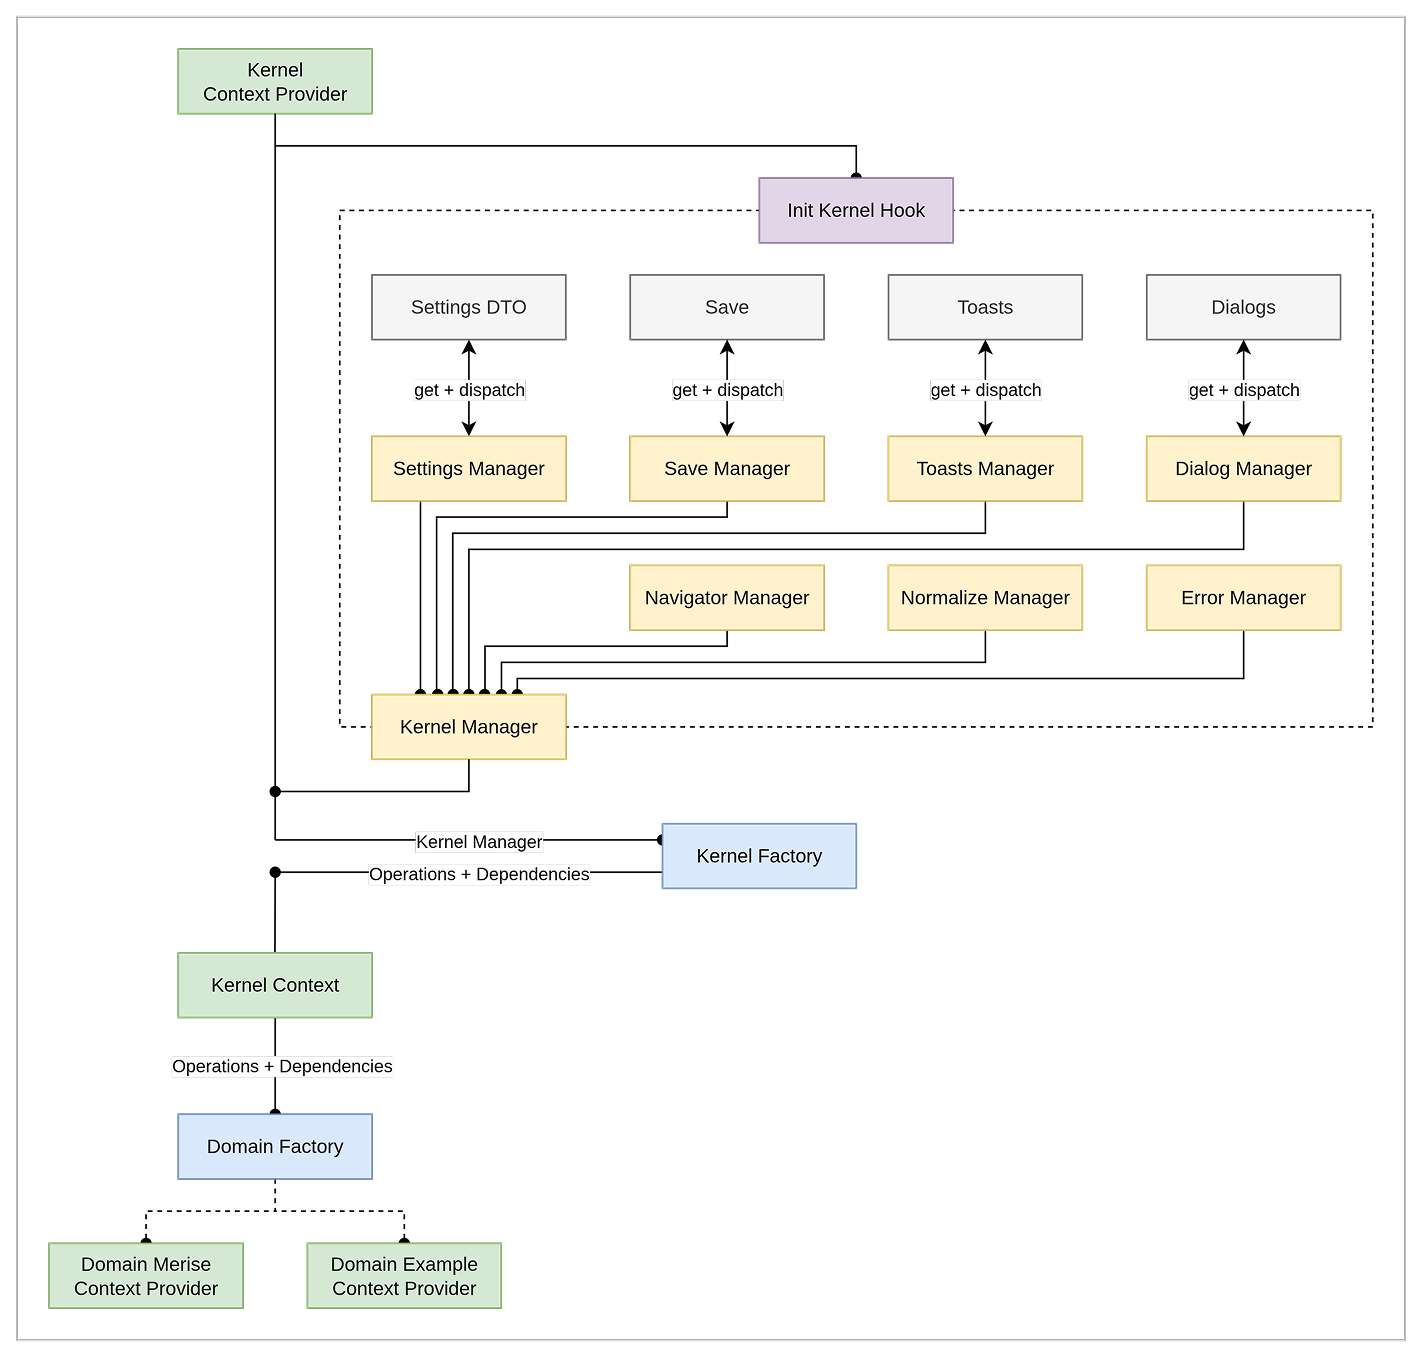 Kernel
Context Provider
Init Kernel Hook
Settings DTO
Save
Toasts
Dialogs
get + dispatch
get + dispatch
get + dispatch
get + dispatch
Settings Manager
Save Manager
Toasts Manager
Dialog Manager
Navigator Manager
Normalize Manager
Error Manager
Kernel Manager
Kernel Manager
Kernel Factory
Operations + Dependencies
Kernel Context
Operations + Dependencies
Domain Factory
Domain Merise
Context Provider
Domain Example
Context Provider